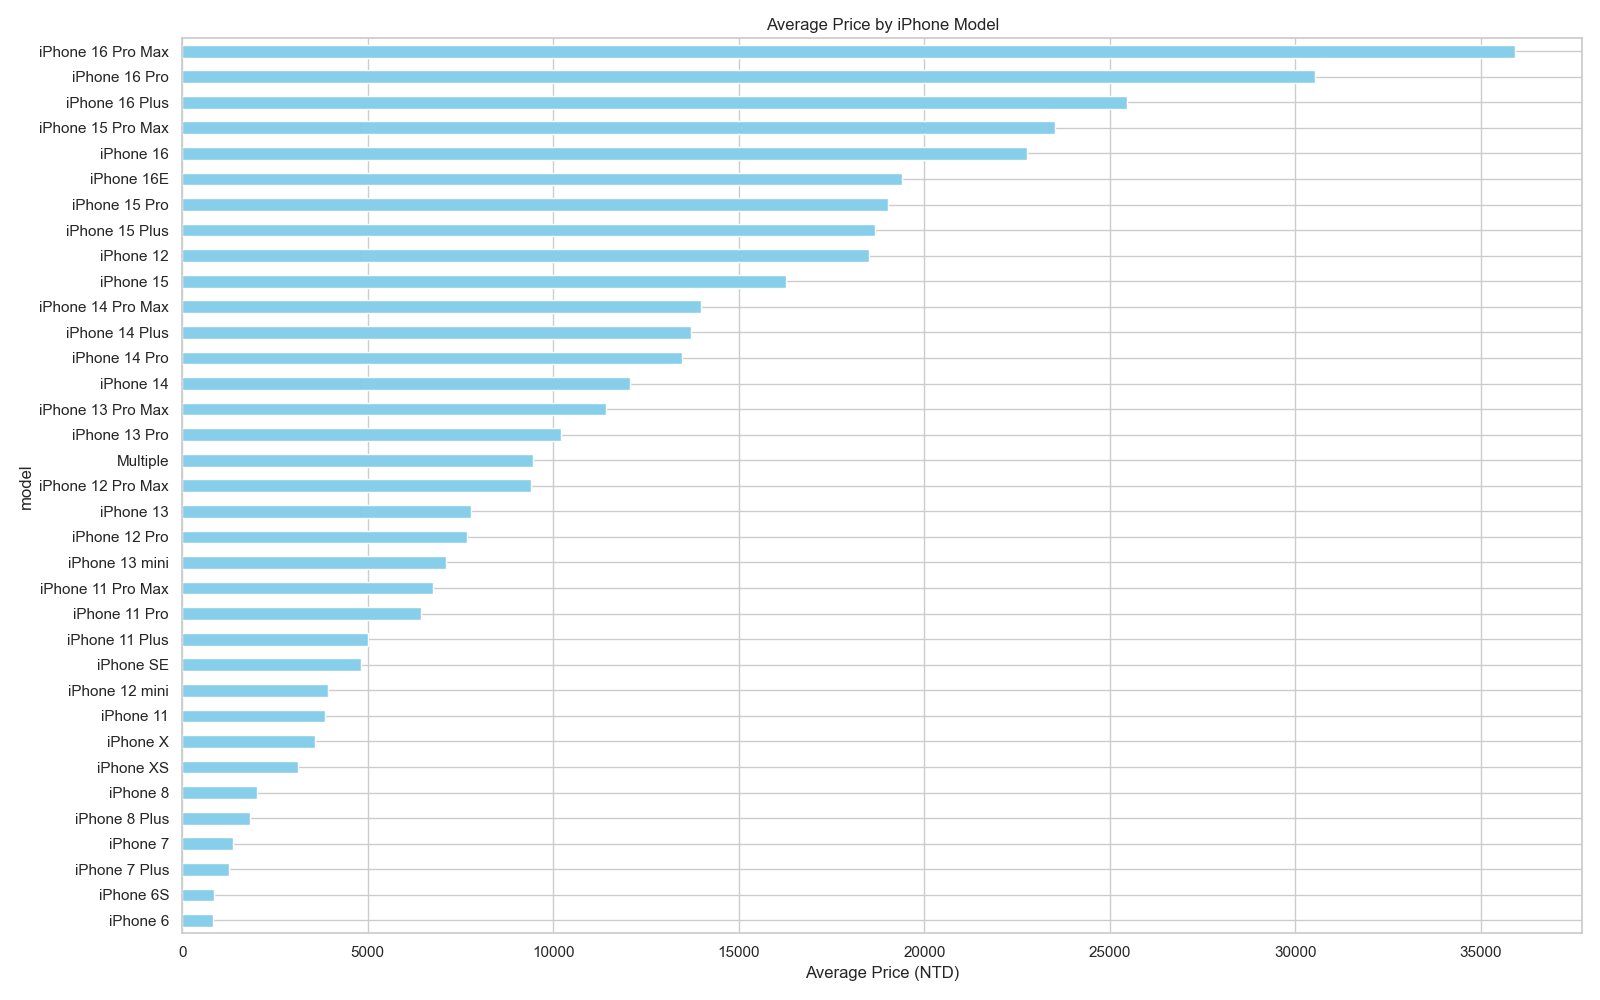 Average Price by iPhone Model
iPhone 16 Pro Max
iPhone 16 Pro
iPhone 16 Plus
iPhone 15 Pro Max
iPhone 16
iPhone 16E
iPhone 15 Pro
iPhone 15 Plus
iPhone 12
iPhone 15
iPhone 14 Pro Max
iPhone 14 Plus
iPhone 14 Pro
iPhone 14
iPhone 13 Pro Max
iPhone 13 Pro
Multiple
iPhone 12 Pro Max
iPhone 13
iPhone 12 Pro
iPhone 13 mini
iPhone 11 Pro Max
iPhone 11 Pro
iPhone 11 Plus
iPhone SE
iPhone 12 mini
iPhone 11
iPhone X
iPhone XS
iPhone 8
iPhone 8 Plus
iPhone 7
iPhone 7 Plus
iPhone 6S
iPhone 6
model
0 5000 10000 15000 20000 25000 30000 35000
Average Price (NTD)